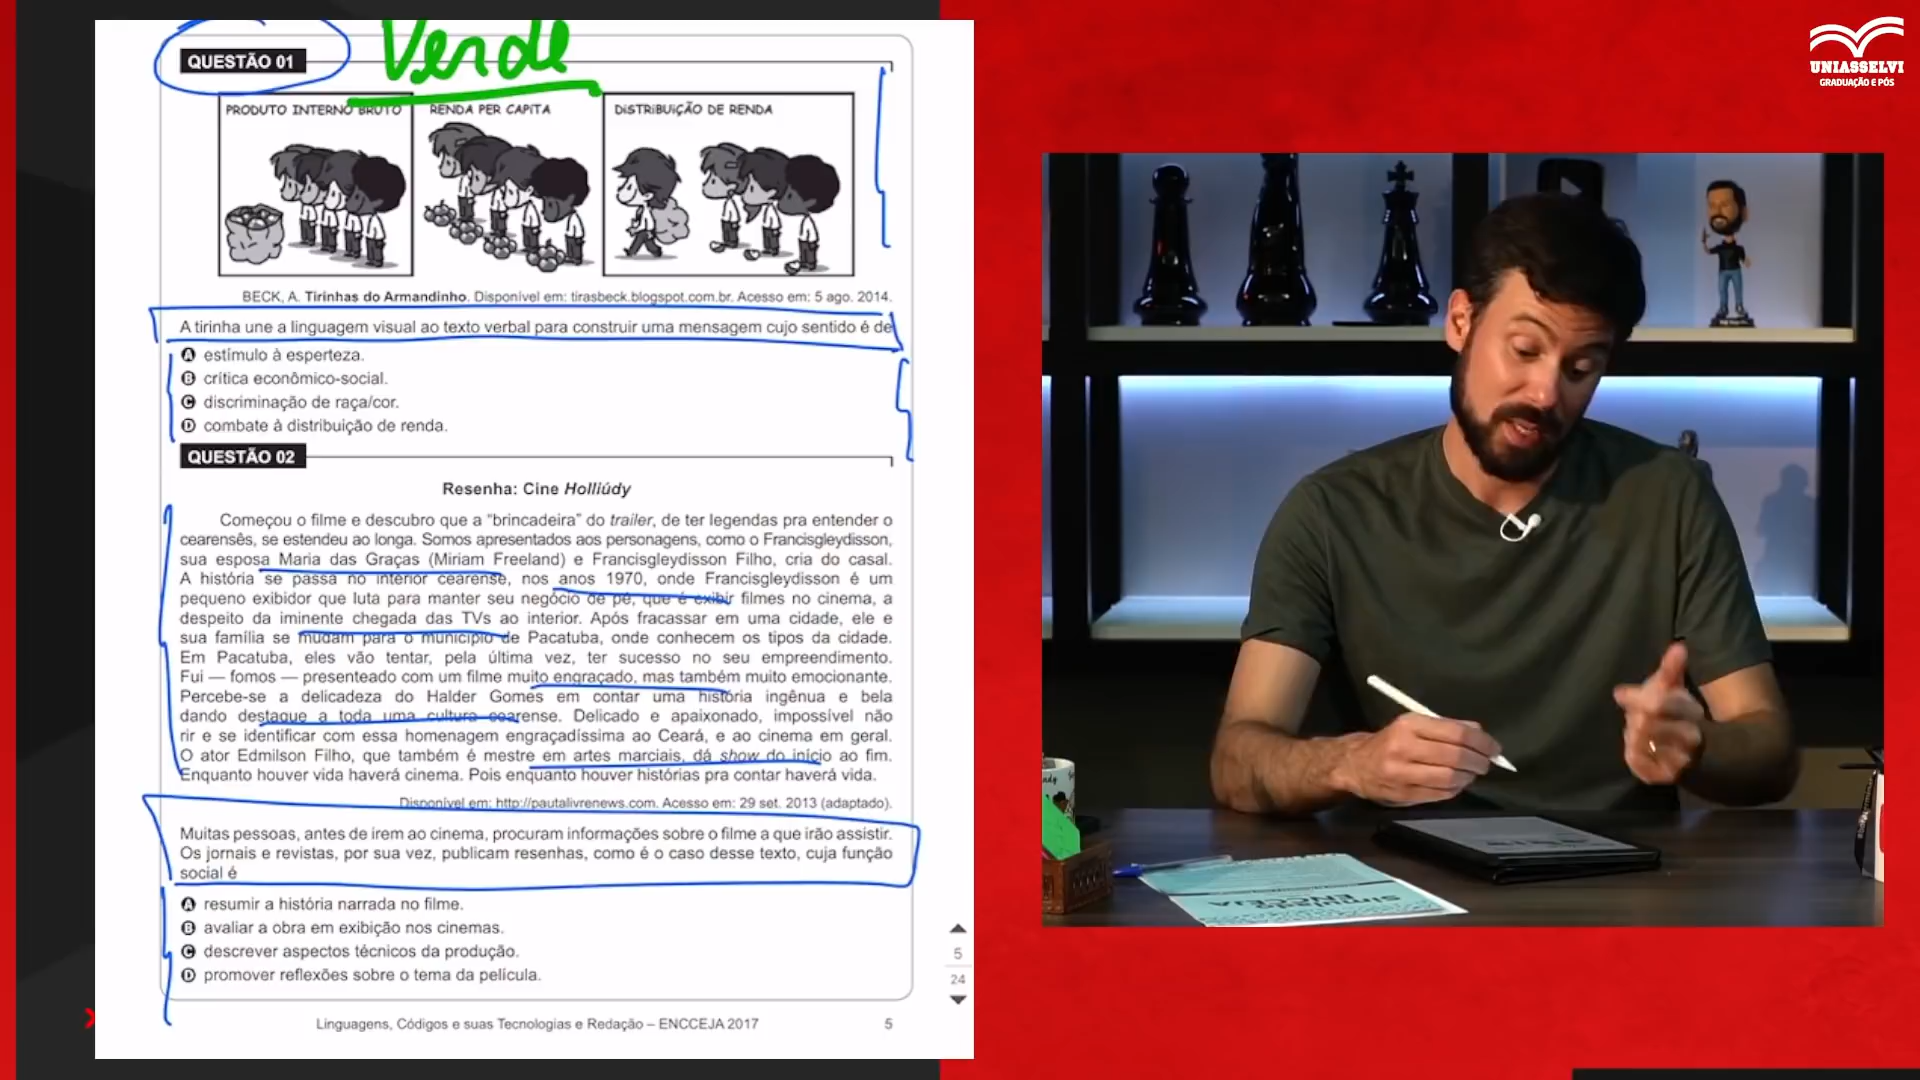 Verde
QUESTÃO 01
PRODUTO INTERNO BRUTO
RENDA PER CAPITA
DISTRIBUIÇÃO DE RENDA
BECK, A. Tirinhas do Armandinho. Disponível em: tirasbeck.blogspot.com.br. Acesso em: 5 ago. 2014.
A tirinha une a linguagem visual ao texto verbal para construir uma mensagem cujo sentido é de
A estímulo à esperteza.
B crítica econômico-social.
C discriminação de raça/cor.
D combate à distribuição de renda.
QUESTÃO 02
Resenha: Cine Holliúdy
Começou o filme e descubro que a “brincadeira” do trailer, de ter legendas pra entender o
cearensês, se estendeu ao longa. Somos apresentados aos personagens, como o Francisgleydisson,
sua esposa Maria das Graças (Miriam Freeland) e Francisgleydisson Filho, cria do casal.
A história se passa no interior cearense, nos anos 1970, onde Francisgleydisson é um
pequeno exibidor que luta para manter seu negócio de pé, que é exibir filmes no cinema, a
despeito da iminente chegada das TVs ao interior. Após fracassar em uma cidade, ele e
sua família se mudam para o município de Pacatuba, onde conhecem os tipos da cidade.
Em Pacatuba, eles vão tentar, pela última vez, ter sucesso no seu empreendimento.
Fui — fomos — presenteado com um filme muito engraçado, mas também muito emocionante.
Percebe-se a delicadeza do Halder Gomes em contar uma história ingênua e bela
dando destaque a toda uma cultura cearense. Delicado e apaixonado, impossível não
rir e se identificar com essa homenagem engraçadíssima ao Ceará, e ao cinema em geral.
O ator Edmilson Filho, que também é mestre em artes marciais, dá show do início ao fim.
Enquanto houver vida haverá cinema. Pois enquanto houver histórias pra contar haverá vida.
Disponível em: http://pautalivrenews.com. Acesso em: 29 set. 2013 (adaptado).
Muitas pessoas, antes de irem ao cinema, procuram informações sobre o filme a que irão assistir.
Os jornais e revistas, por sua vez, publicam resenhas, como é o caso desse texto, cuja função
social é
A resumir a história narrada no filme.
B avaliar a obra em exibição nos cinemas.
C descrever aspectos técnicos da produção.
D promover reflexões sobre o tema da película.
5
24
Linguagens, Códigos e suas Tecnologias e Redação – ENCCEJA 2017
5
UNIASSELVI
GRADUAÇÃO E PÓS
Simulado
ENCCEJA